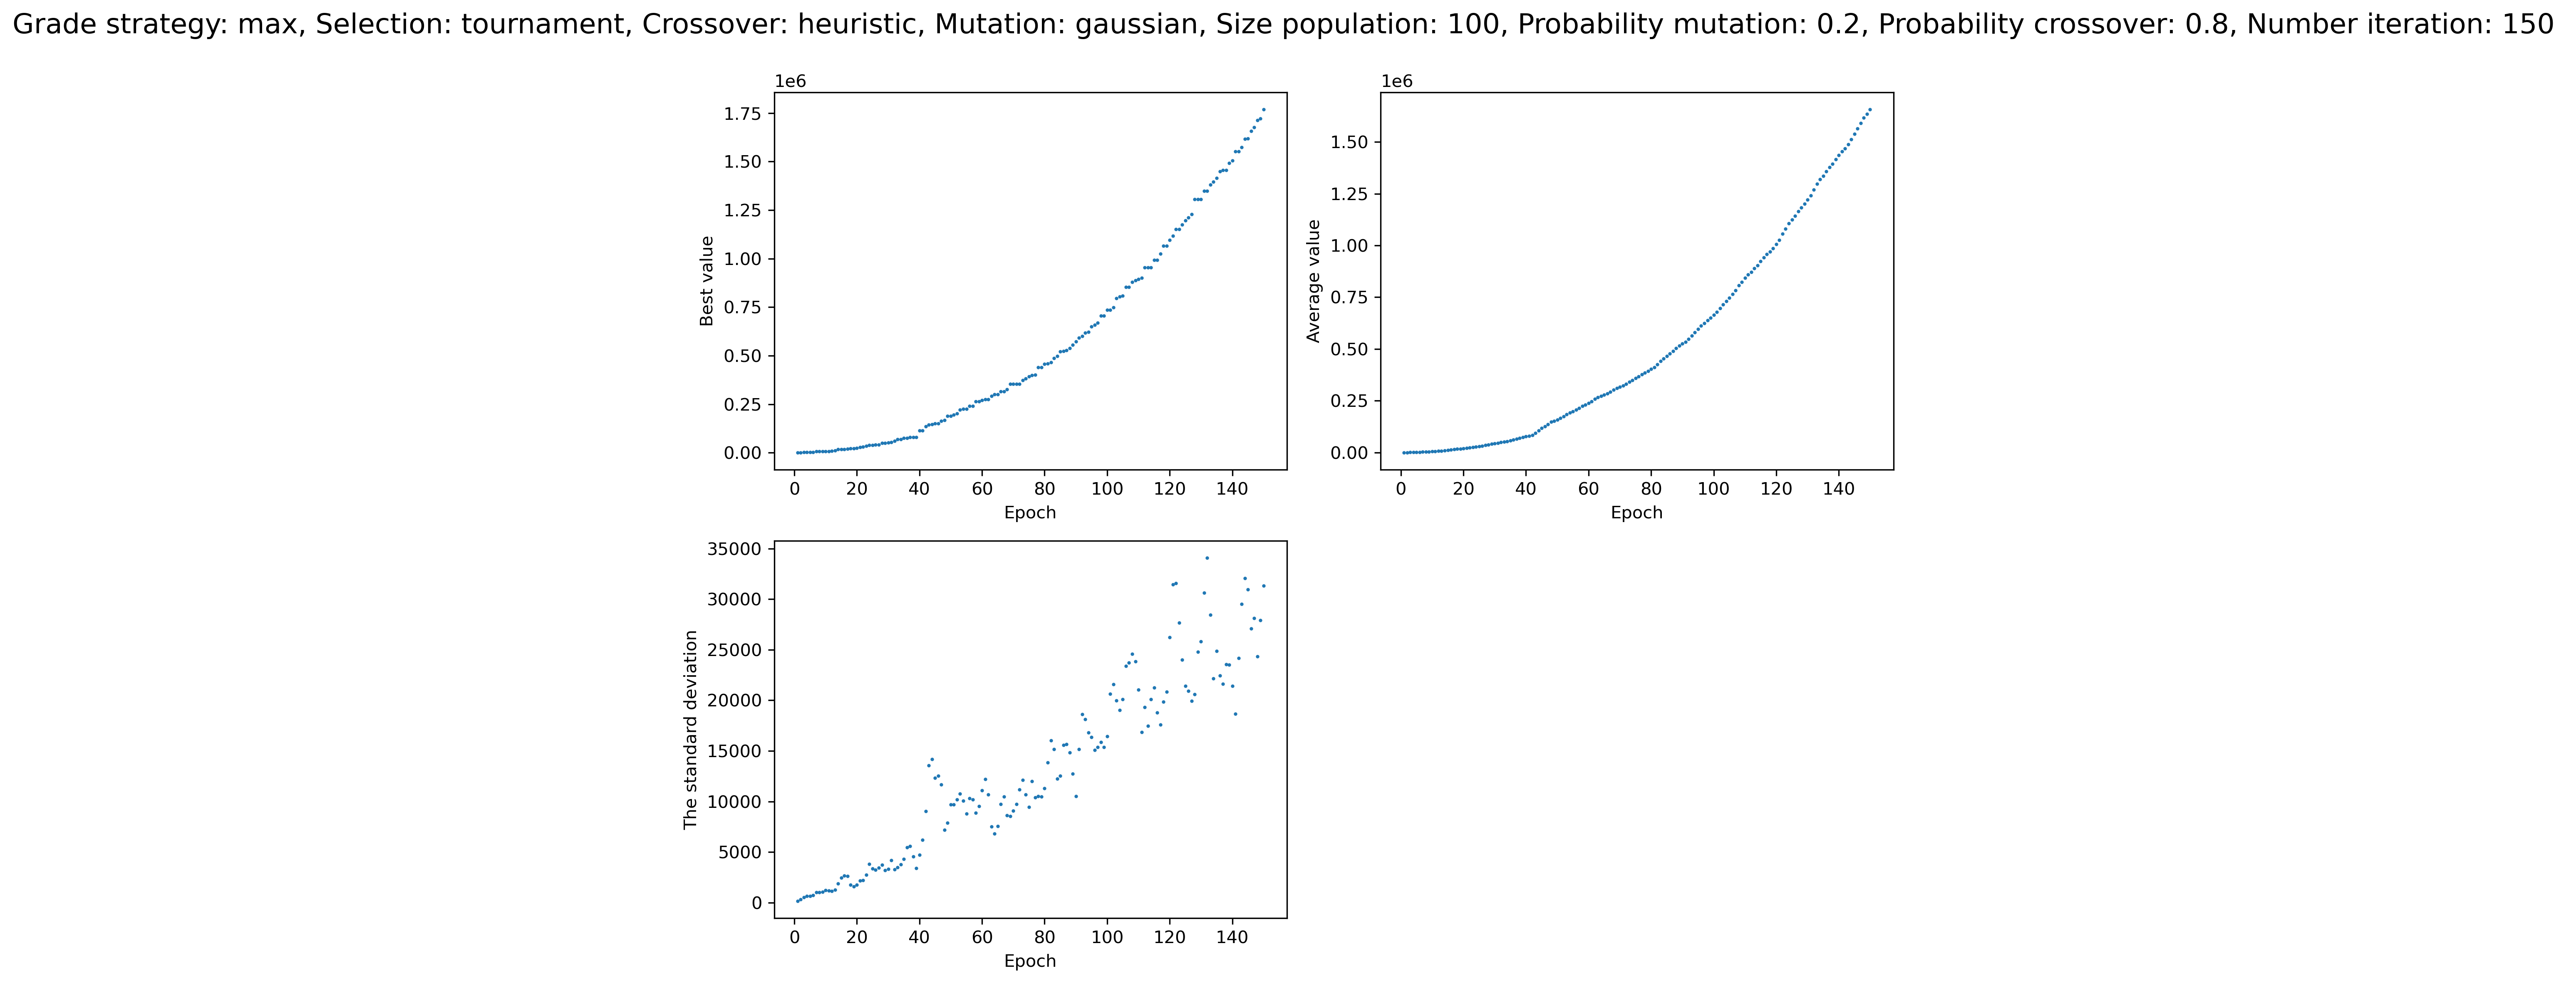 Grade strategy: max, Selection: tournament, Crossover: heuristic, Mutation: gaussian, Size population: 100, Probability mutation: 0.2, Probability crossover: 0.8, Number iteration: 150
1e6
1.75
1.50
1.25
1.00
0.75
0.50
0.25
0.00
Best value
0 20 40 60 80 100 120 140
Epoch
1e6
1.50
1.25
1.00
0.75
0.50
0.25
0.00
Average value
0 20 40 60 80 100 120 140
Epoch
35000
30000
25000
20000
15000
10000
5000
0
The standard deviation
0 20 40 60 80 100 120 140
Epoch